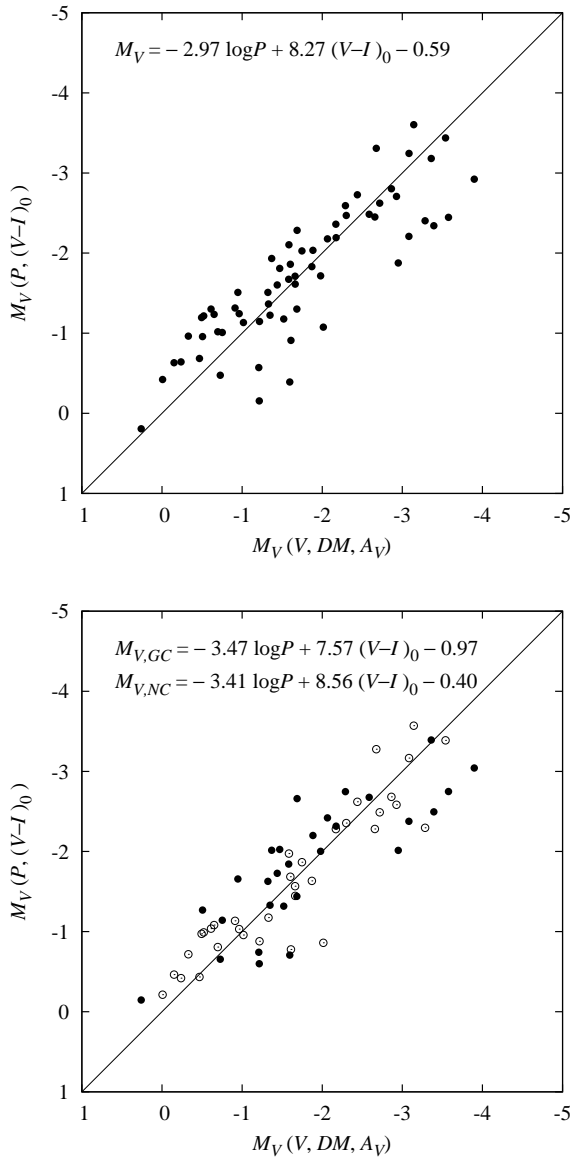 -5
-4
-3
-2
-1
0
1
M_V (P, (V−I)_0)
M_V = − 2.97 logP + 8.27 (V−I)_0 − 0.59
1 0 -1 -2 -3 -4 -5
M_V (V, DM, A_V)
-5
-4
-3
-2
-1
0
1
M_V (P, (V−I)_0)
M_{V,GC} = − 3.47 logP + 7.57 (V−I)_0 − 0.97
M_{V,NC} = − 3.41 logP + 8.56 (V−I)_0 − 0.40
1 0 -1 -2 -3 -4 -5
M_V (V, DM, A_V)